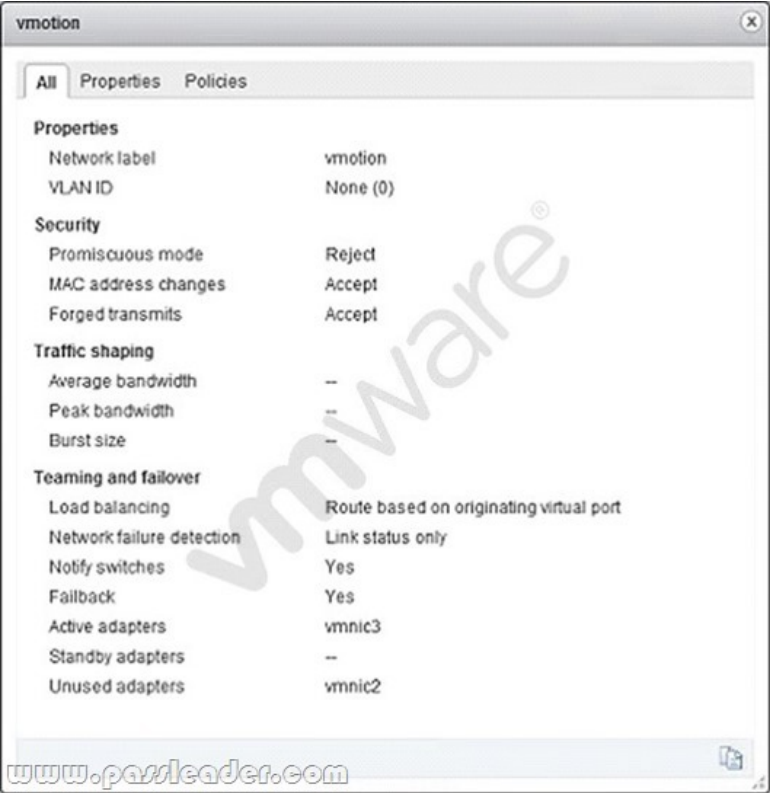 vmotion
All Properties Policies
Properties
Network label vmotion
VLAN ID None (0)
Security
Promiscuous mode Reject
MAC address changes Accept
Forged transmits Accept
Traffic shaping
Average bandwidth --
Peak bandwidth --
Burst size --
Teaming and failover
Load balancing Route based on originating virtual port
Network failure detection Link status only
Notify switches Yes
Failback Yes
Active adapters vmnic3
Standby adapters --
Unused adapters vmnic2
vmware®
www.passleader.com